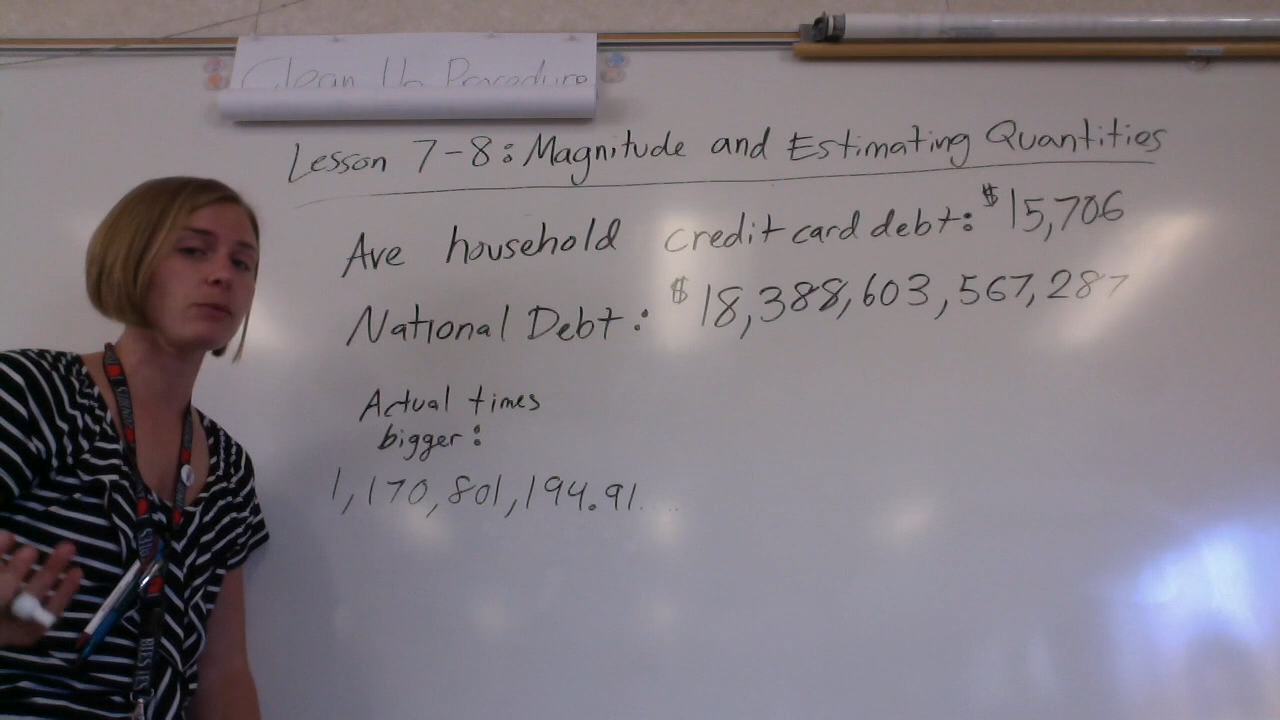 Clean Up Procedure
Lesson 7-8: Magnitude and Estimating Quantities
Ave household credit card debt: $15,706
National Debt: $18,388,603,567,287
Actual times
bigger:
1,170,801,194.91...